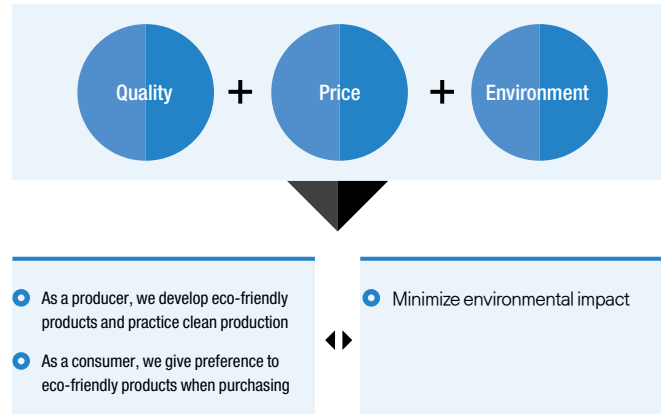 Quality + Price + Environment
As a producer, we develop eco-friendly
products and practice clean production
As a consumer, we give preference to
eco-friendly products when purchasing
Minimize environmental impact